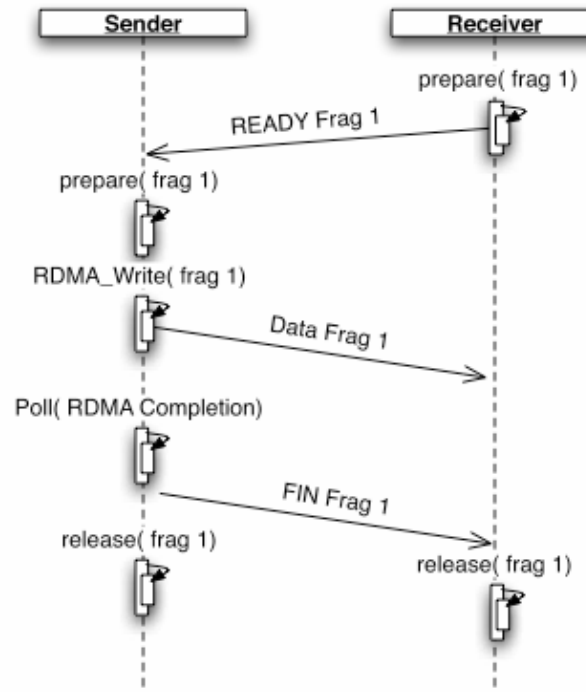 Sender
Receiver
prepare( frag 1)
READY Frag 1
prepare( frag 1)
RDMA_Write( frag 1)
Data Frag 1
Poll( RDMA Completion)
FIN Frag 1
release( frag 1)
release( frag 1)